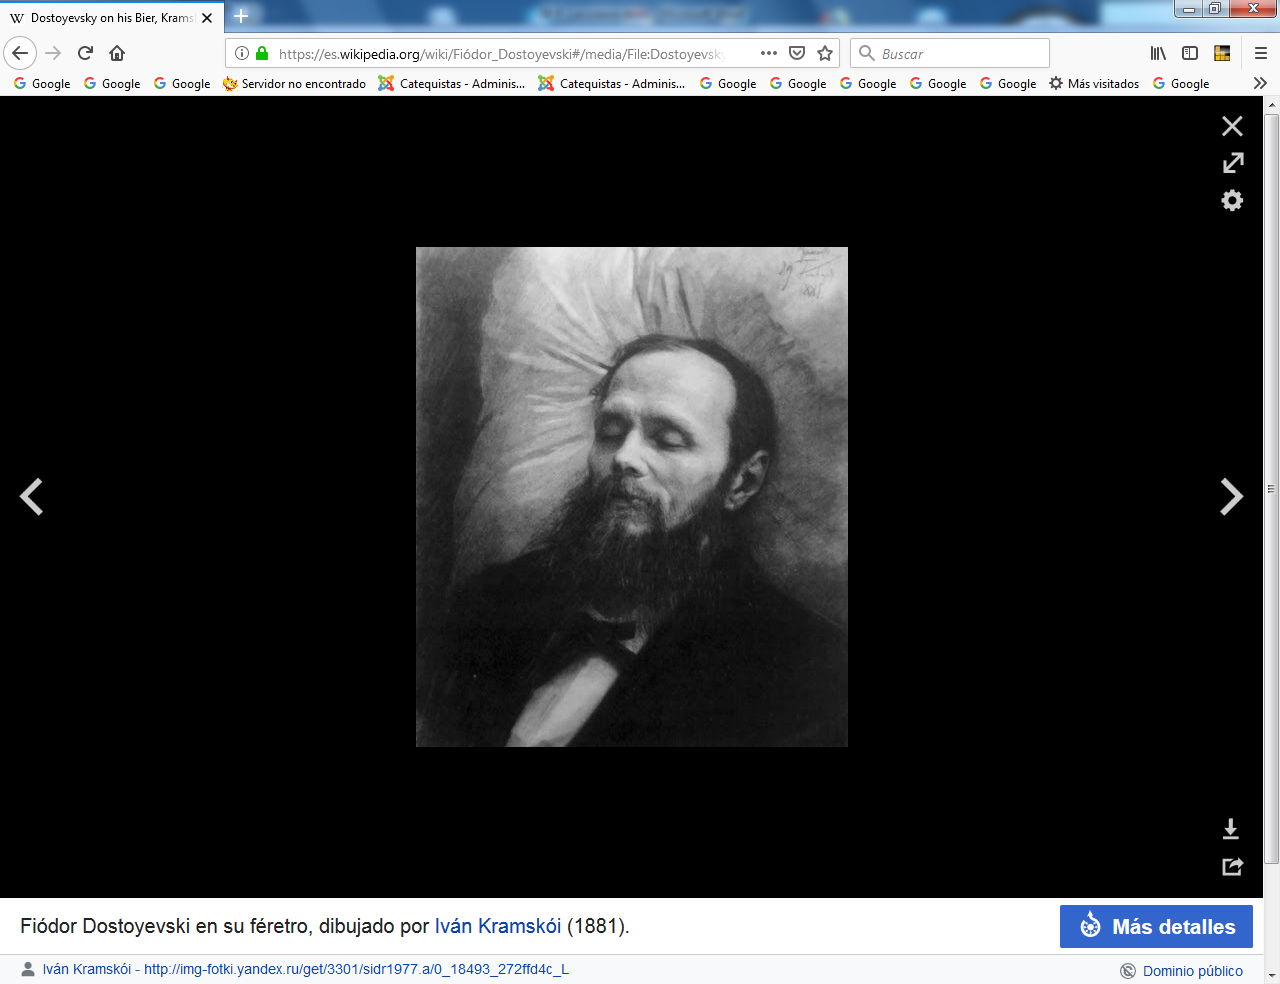 Dostoyevsky on his Bier, Krams
https://es.wikipedia.org/wiki/Fiódor_Dostoyevski#/media/File:Dostoyevsky
Buscar
Google Google Google Servidor no encontrado Catequistas - Adminis... Catequistas - Adminis... Google Google Google Google Google Más visitados Google
29
Fiódor Dostoyevski en su féretro, dibujado por Iván Kramskói (1881).
Más detalles
Iván Kramskói - http://img-fotki.yandex.ru/get/3301/sidr1977.a/0_18493_272ffd4c_L
Dominio público